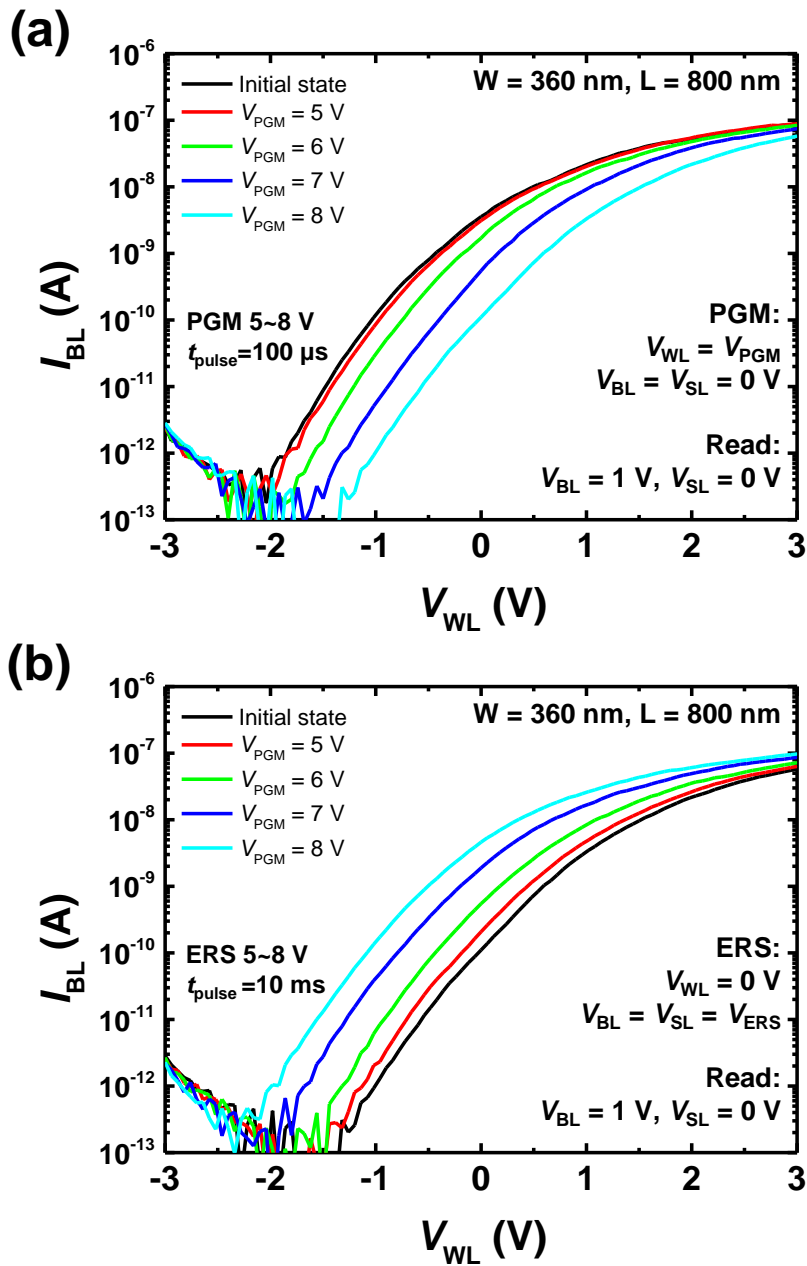 (a)
10⁻⁶
10⁻⁷
10⁻⁸
10⁻⁹
10⁻¹⁰
10⁻¹¹
10⁻¹²
10⁻¹³
I_BL (A)
Initial state
V_PGM = 5 V
V_PGM = 6 V
V_PGM = 7 V
V_PGM = 8 V
W = 360 nm, L = 800 nm
PGM 5~8 V
t_pulse=100 µs
PGM:
V_WL = V_PGM
V_BL = V_SL = 0 V
Read:
V_BL = 1 V, V_SL = 0 V
-3 -2 -1 0 1 2 3
V_WL (V)
(b)
10⁻⁶
10⁻⁷
10⁻⁸
10⁻⁹
10⁻¹⁰
10⁻¹¹
10⁻¹²
10⁻¹³
I_BL (A)
Initial state
V_PGM = 5 V
V_PGM = 6 V
V_PGM = 7 V
V_PGM = 8 V
W = 360 nm, L = 800 nm
ERS 5~8 V
t_pulse=10 ms
ERS:
V_WL = 0 V
V_BL = V_SL = V_ERS
Read:
V_BL = 1 V, V_SL = 0 V
-3 -2 -1 0 1 2 3
V_WL (V)